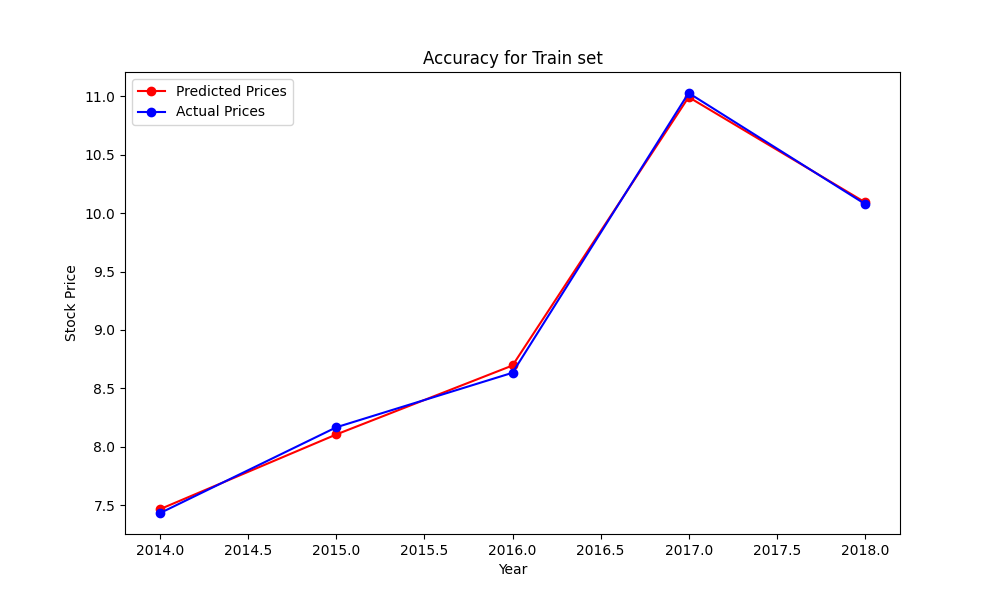 Accuracy for Train set
Predicted Prices
Actual Prices
11.0
10.5
10.0
9.5
9.0
8.5
8.0
7.5
Stock Price
2014.0 2014.5 2015.0 2015.5 2016.0 2016.5 2017.0 2017.5 2018.0
Year